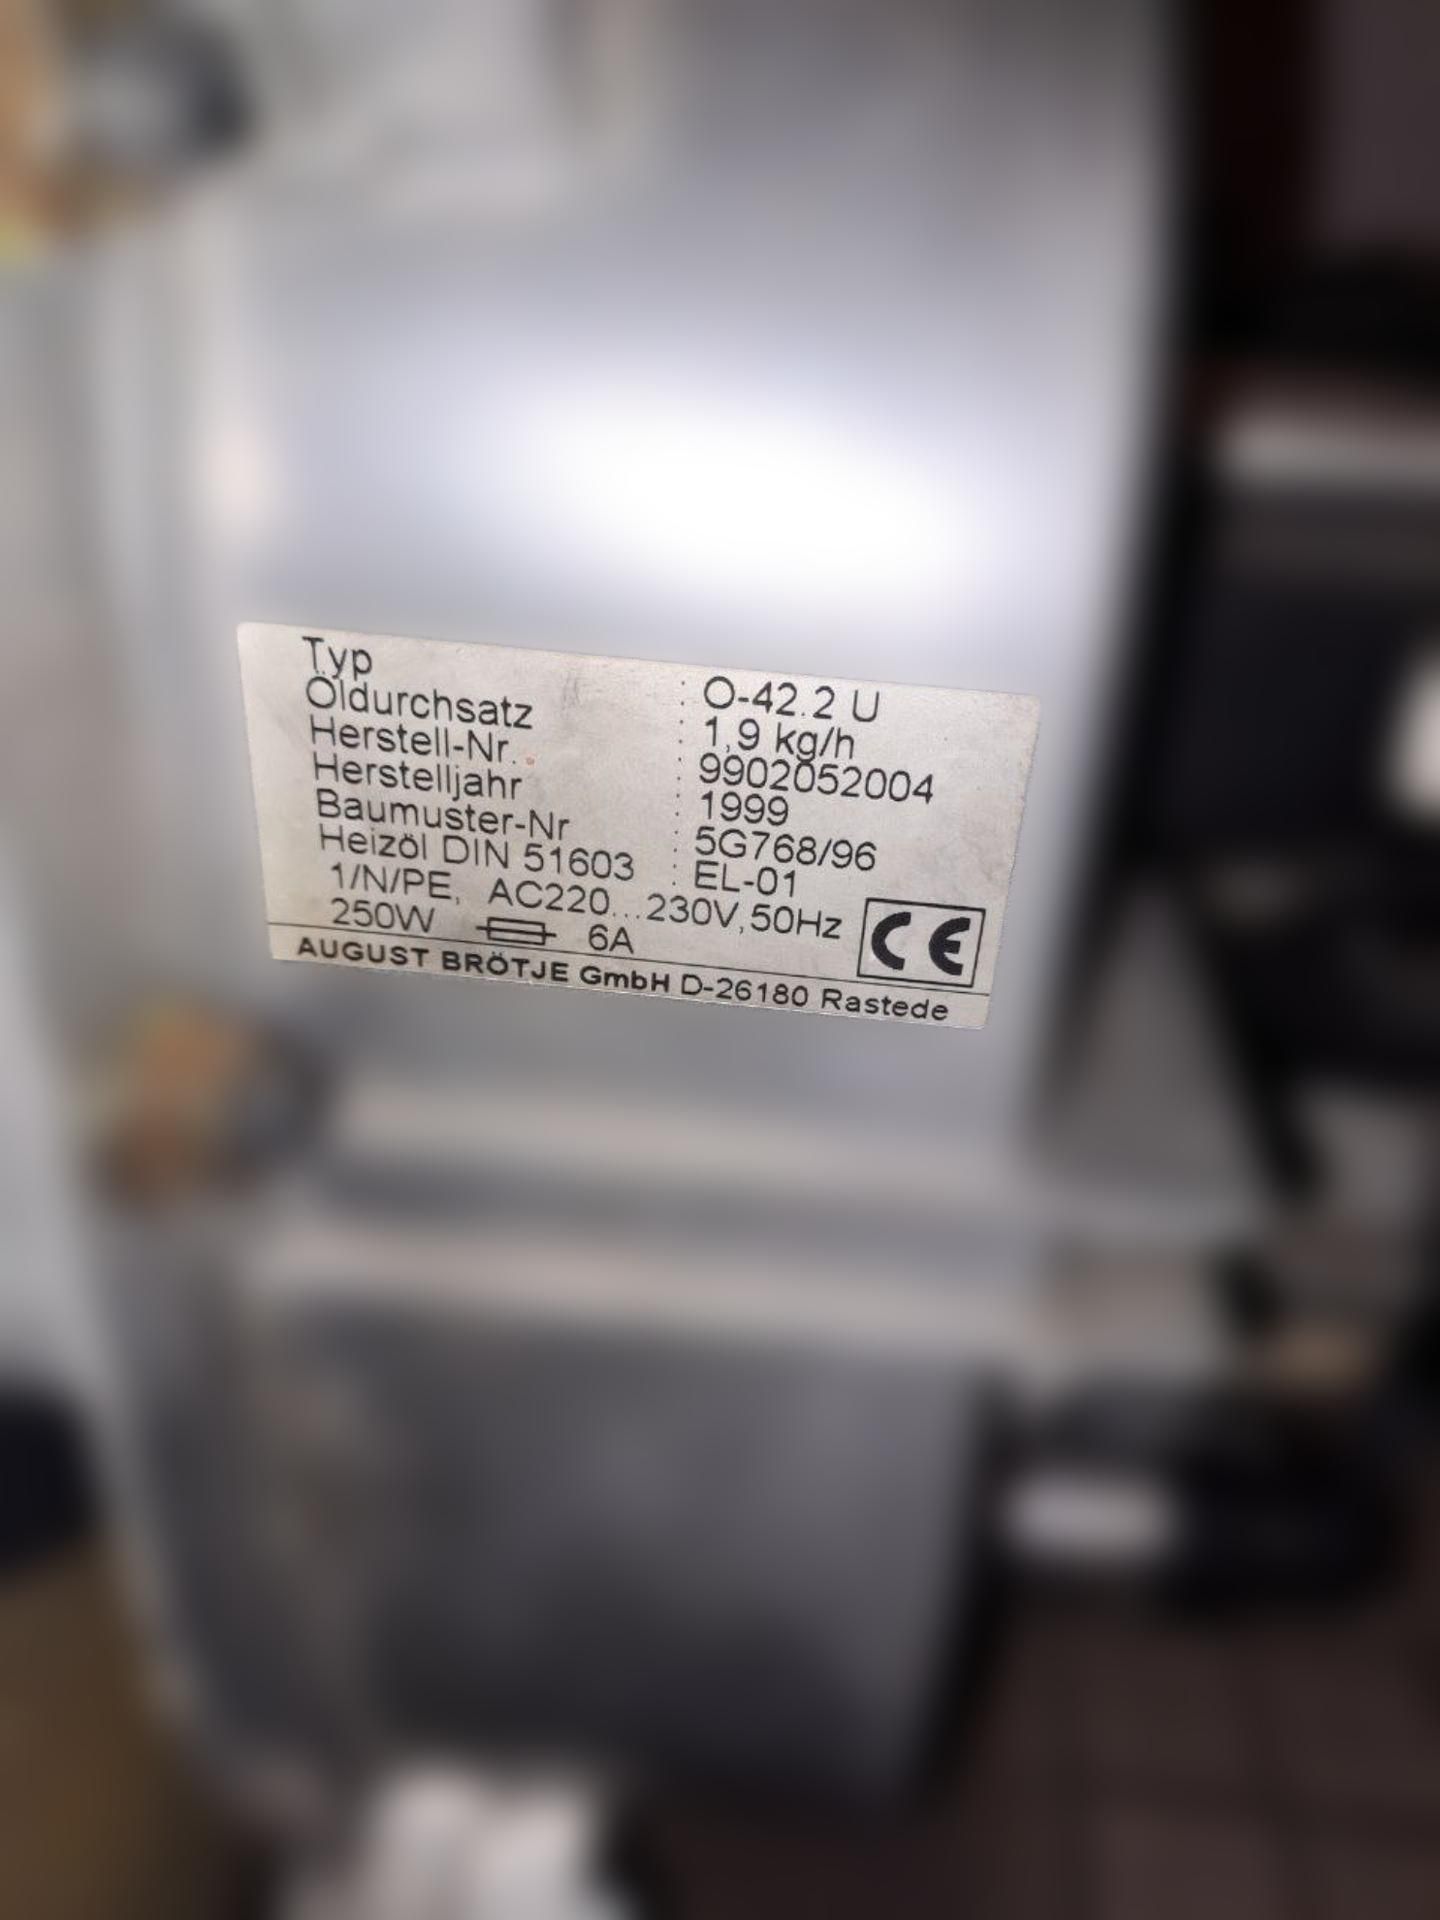 Typ : O-42.2 U
Öldurchsatz : 1,9 kg/h
Herstell-Nr. : 9902052004
Herstelljahr : 1999
Baumuster-Nr : 5G768/96
Heizöl DIN 51603 : EL-01
1/N/PE, AC220...230V,50Hz
250W 6A CE
AUGUST BRÖTJE GmbH D-26180 Rastede